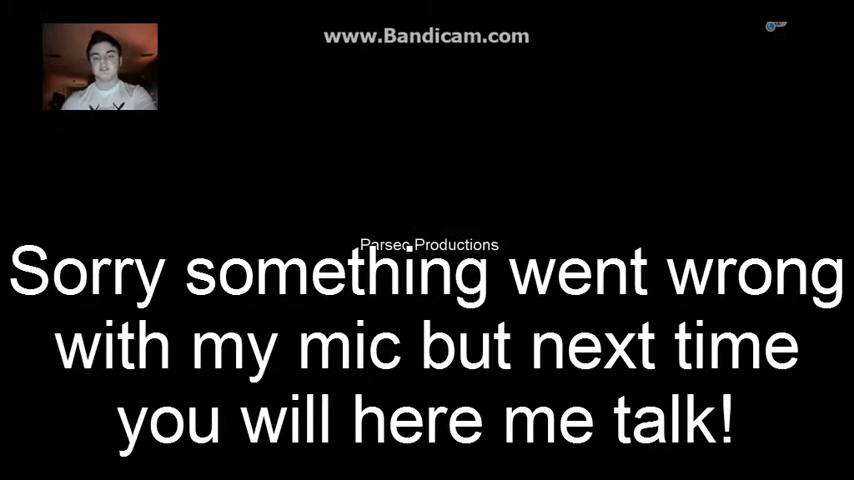 www.Bandicam.com
Parsec Productions
Sorry something went wrong
with my mic but next time
you will here me talk!